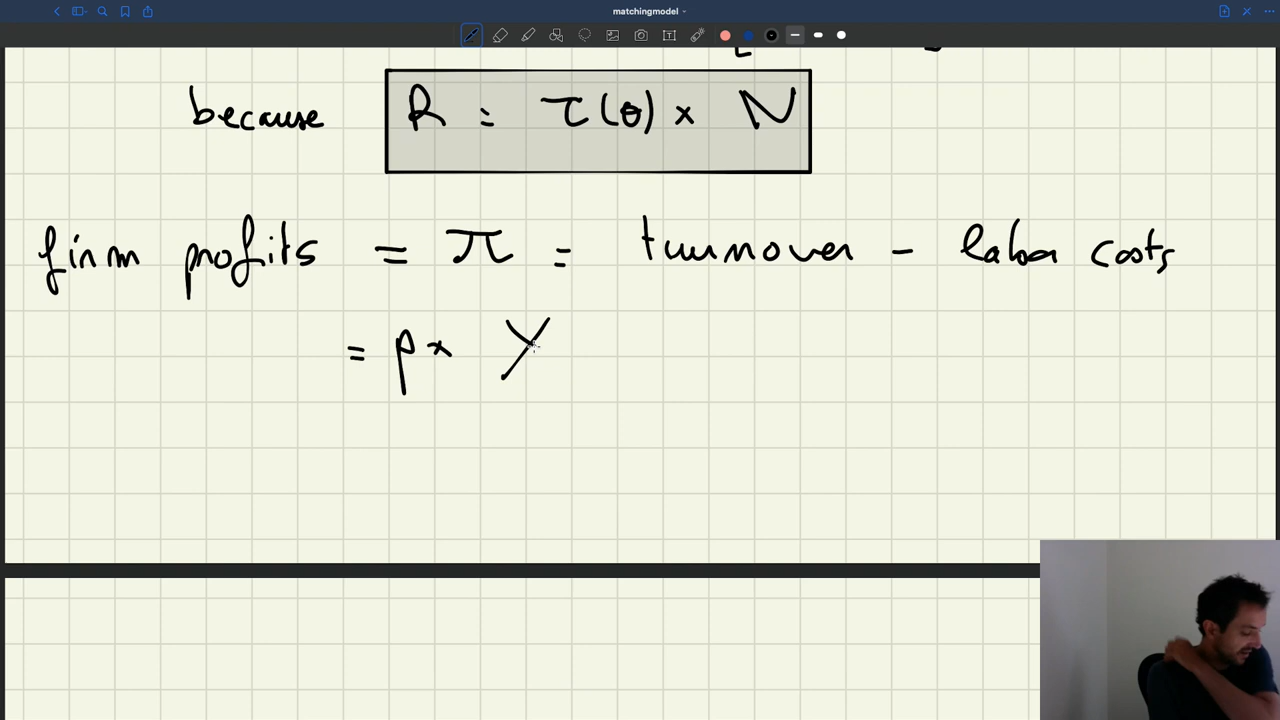 matchingmodel
because R = τ(θ) × N
firm profits = π = turnover - labor costs
= p × Y